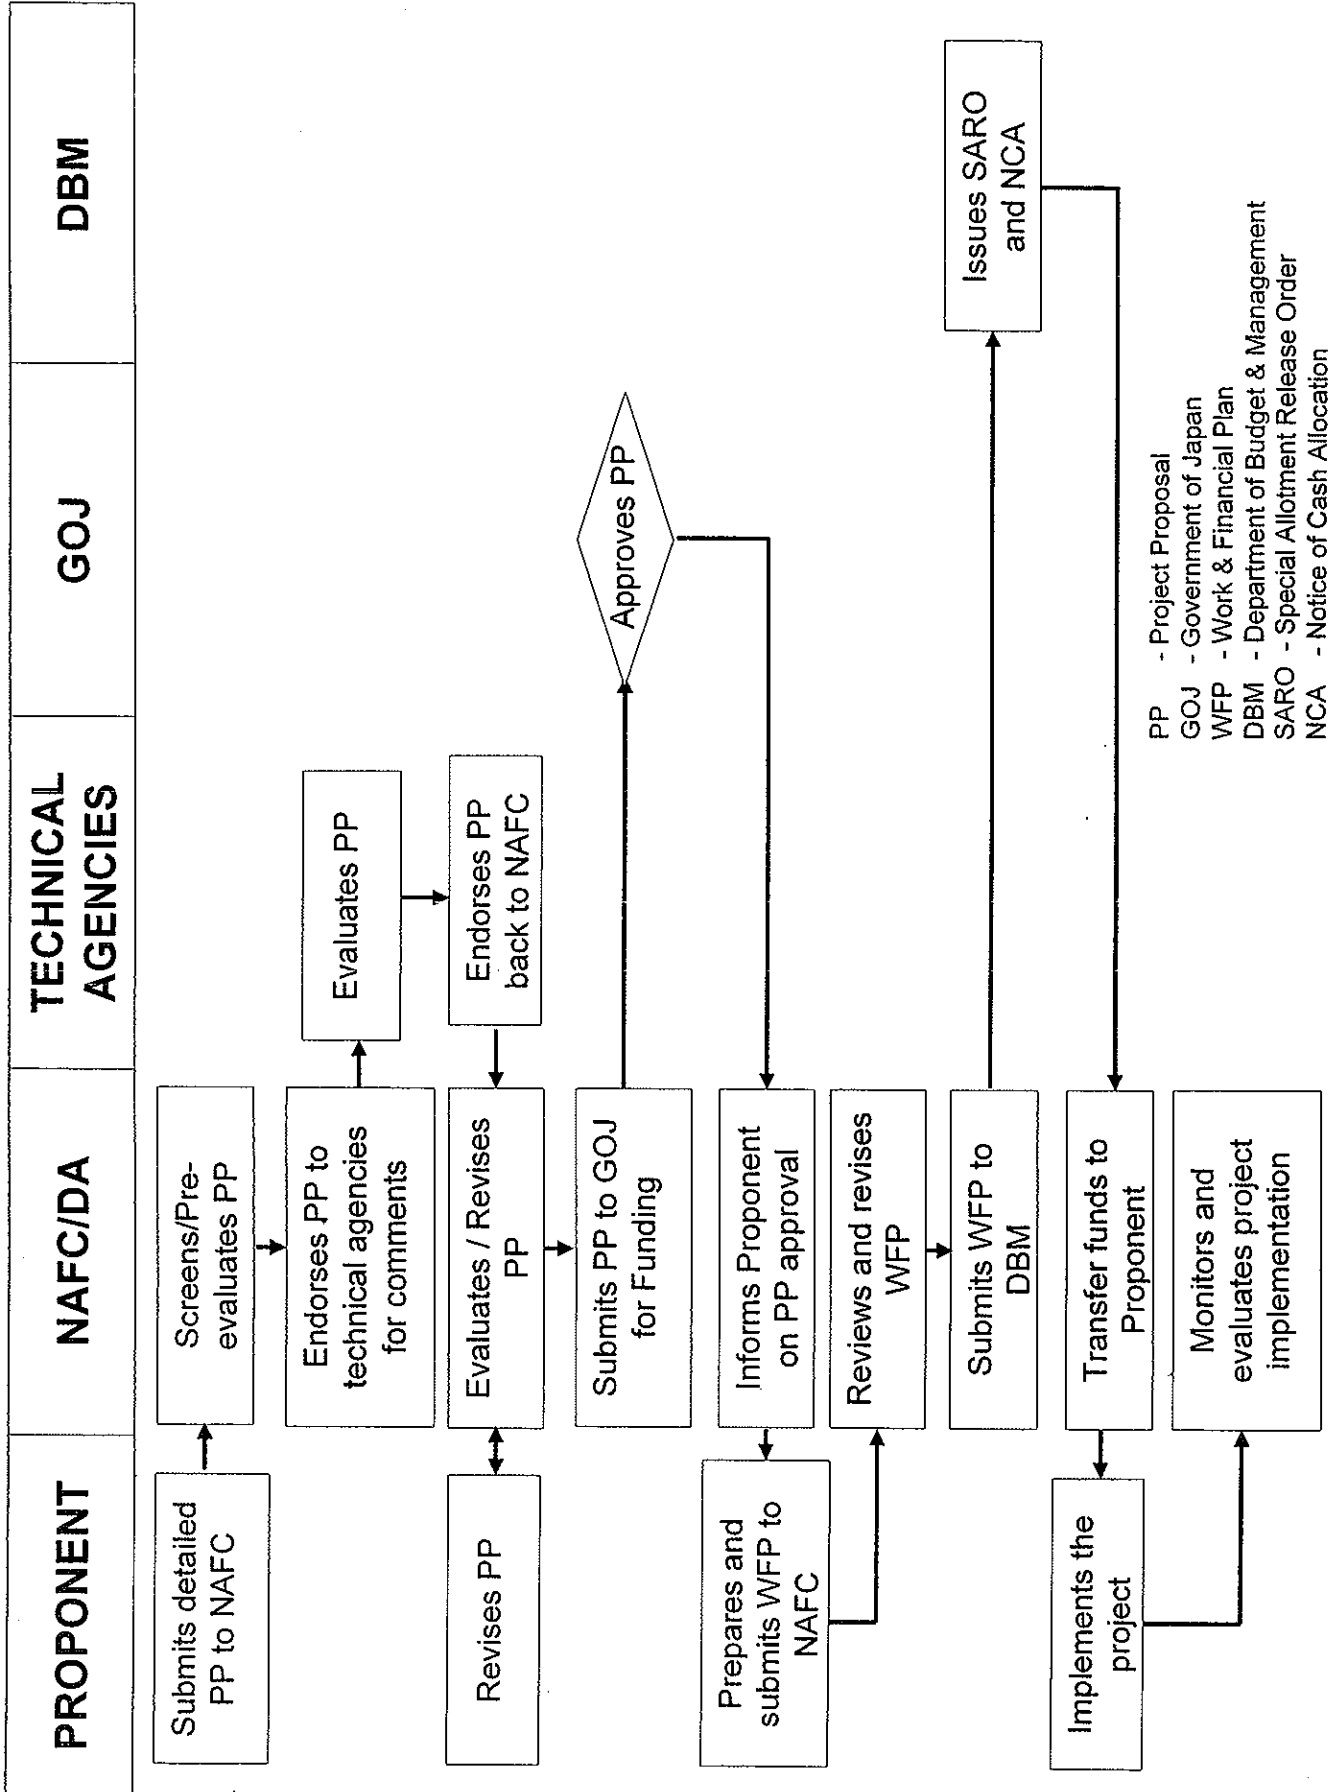 PROPONENT
NAFC/DA
TECHNICAL
AGENCIES
GOJ
DBM
Submits detailed
PP to NAFC
Screens/Pre-
evaluates PP
Endorses PP to
technical agencies
for comments
Evaluates PP
Endorses PP
back to NAFC
Evaluates / Revises
PP
Revises PP
Submits PP to GOJ
for Funding
Approves PP
Informs Proponent
on PP approval
Prepares and
submits WFP to
NAFC
Reviews and revises
WFP
Submits WFP to
DBM
Issues SARO
and NCA
Transfer funds to
Proponent
Implements the
project
Monitors and
evaluates project
implementation
PP - Project Proposal
GOJ - Government of Japan
WFP - Work & Financial Plan
DBM - Department of Budget & Management
SARO - Special Allotment Release Order
NCA - Notice of Cash Allocation